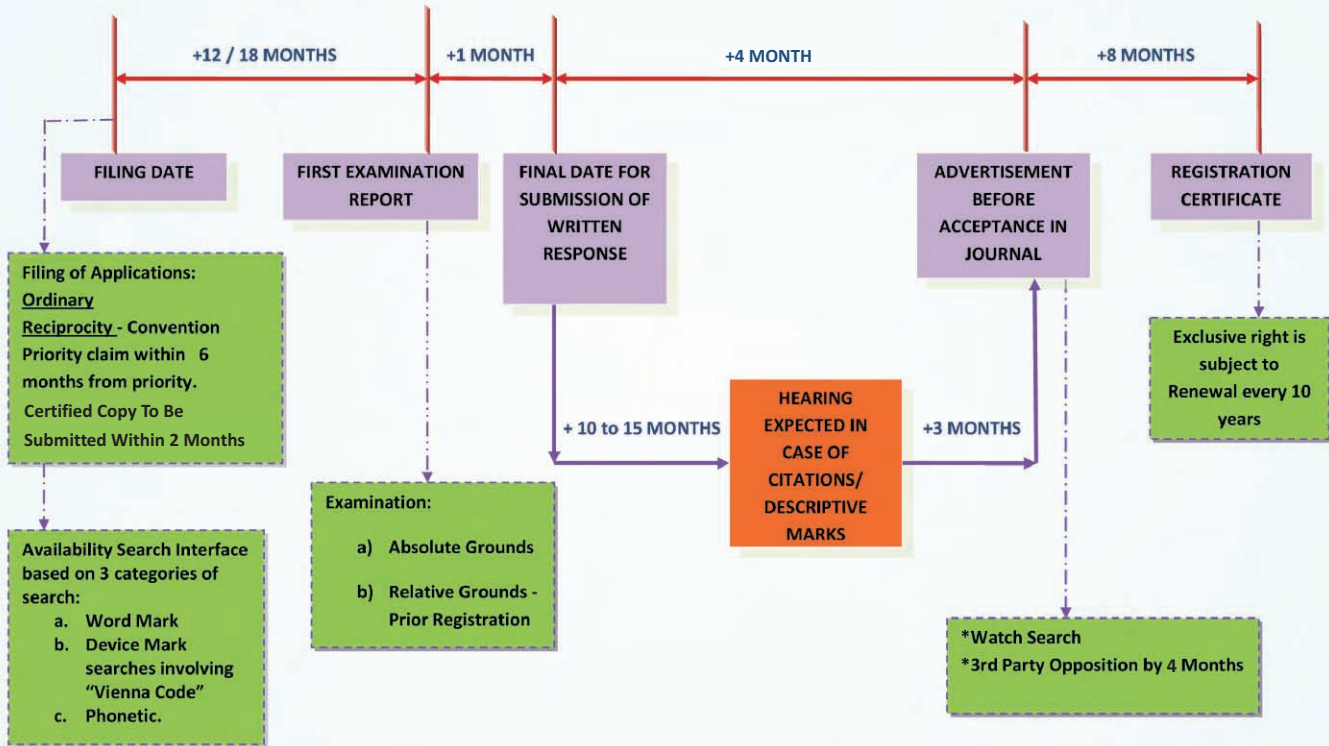 +12 / 18 MONTHS
+1 MONTH
+4 MONTH
+8 MONTHS
FILING DATE
FIRST EXAMINATION
REPORT
FINAL DATE FOR
SUBMISSION OF
WRITTEN
RESPONSE
ADVERTISEMENT
BEFORE
ACCEPTANCE IN
JOURNAL
REGISTRATION
CERTIFICATE
Filing of Applications:
Ordinary
Reciprocity - Convention
Priority claim within 6
months from priority.
Certified Copy To Be
Submitted Within 2 Months
Exclusive right is
subject to
Renewal every 10
years
+ 10 to 15 MONTHS
HEARING
EXPECTED IN
CASE OF
CITATIONS/
DESCRIPTIVE
MARKS
+3 MONTHS
Examination:
a) Absolute Grounds
b) Relative Grounds -
Prior Registration
Availability Search Interface
based on 3 categories of
search:
a. Word Mark
b. Device Mark
searches involving
“Vienna Code”
c. Phonetic.
*Watch Search
*3rd Party Opposition by 4 Months